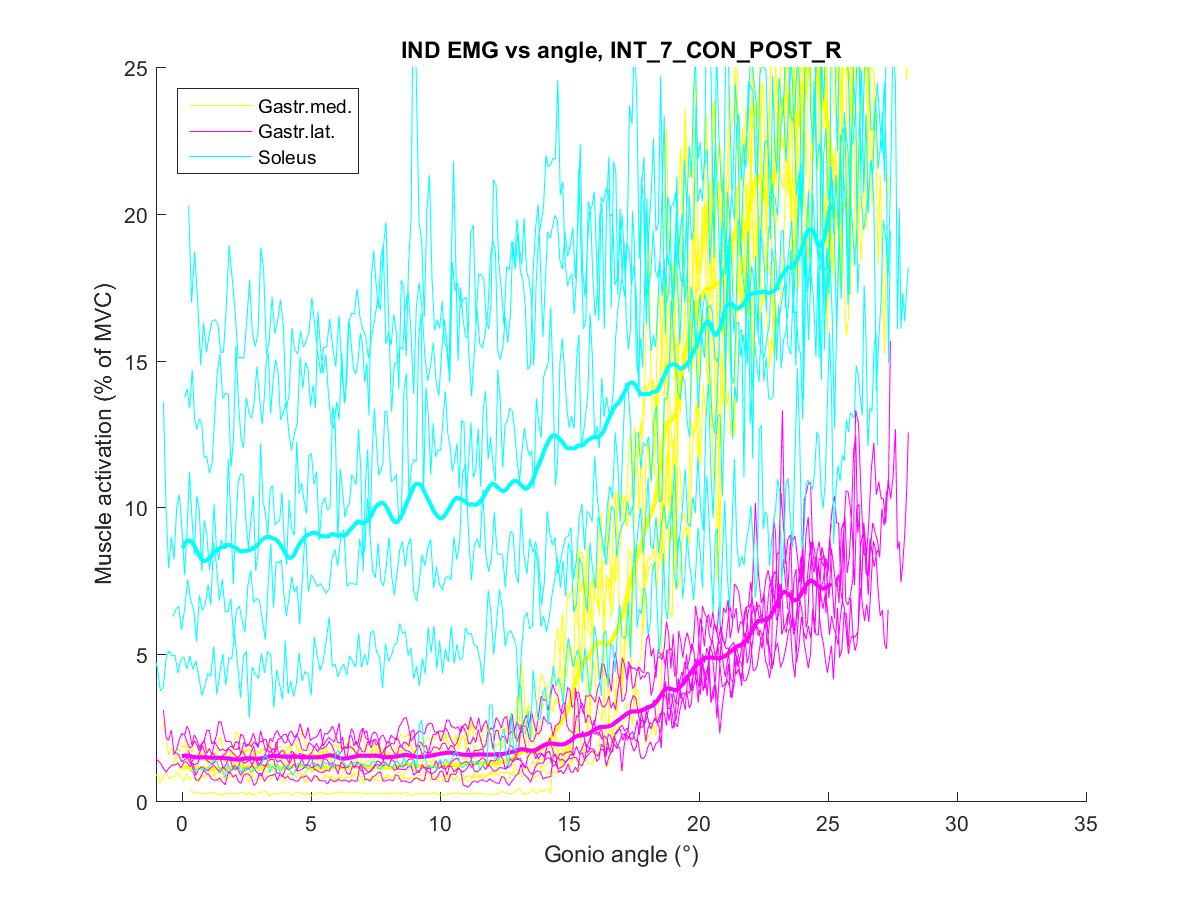 IND EMG vs angle, INT_7_CON_POST_R
25
20
15
10
5
0
Muscle activation (% of MVC)
Gastr.med.
Gastr.lat.
Soleus
0 5 10 15 20 25 30 35
Gonio angle (°)